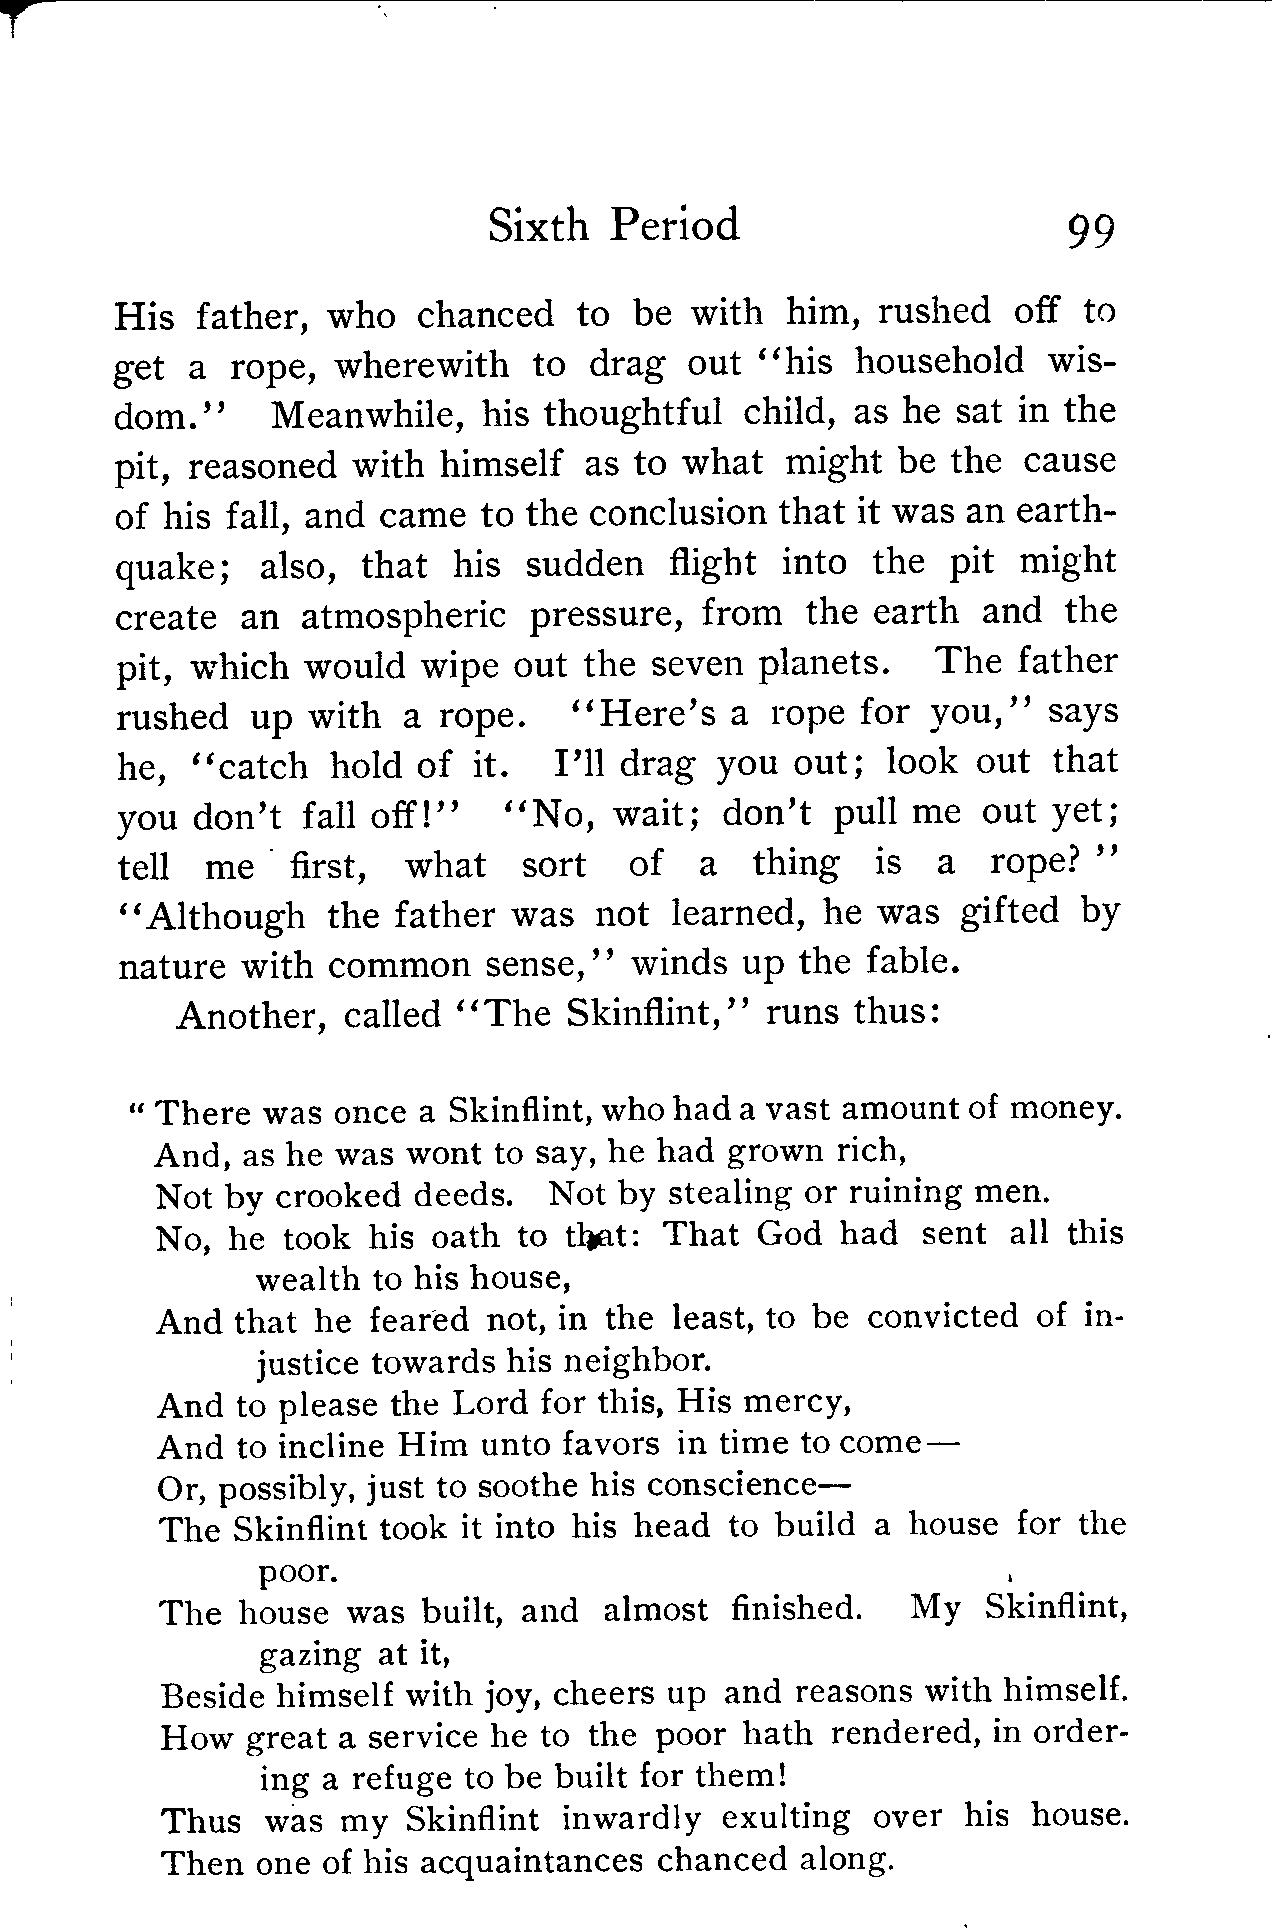 Sixth Period 99
His father, who chanced to be with him, rushed off to
get a rope, wherewith to drag out "his household wis-
dom." Meanwhile, his thoughtful child, as he sat in the
pit, reasoned with himself as to what might be the cause
of his fall, and came to the conclusion that it was an earth-
quake; also, that his sudden flight into the pit might
create an atmospheric pressure, from the earth and the
pit, which would wipe out the seven planets. The father
rushed up with a rope. "Here's a rope for you," says
he, "catch hold of it. I'll drag you out; look out that
you don't fall off!" "No, wait; don't pull me out yet;
tell me first, what sort of a thing is a rope?"
"Although the father was not learned, he was gifted by
nature with common sense," winds up the fable.
Another, called "The Skinflint," runs thus:
"There was once a Skinflint, who had a vast amount of money.
And, as he was wont to say, he had grown rich,
Not by crooked deeds. Not by stealing or ruining men.
No, he took his oath to that: That God had sent all this
wealth to his house,
And that he feared not, in the least, to be convicted of in-
justice towards his neighbor.
And to please the Lord for this, His mercy,
And to incline Him unto favors in time to come—
Or, possibly, just to soothe his conscience—
The Skinflint took it into his head to build a house for the
poor.
The house was built, and almost finished. My Skinflint,
gazing at it,
Beside himself with joy, cheers up and reasons with himself.
How great a service he to the poor hath rendered, in order-
ing a refuge to be built for them!
Thus was my Skinflint inwardly exulting over his house.
Then one of his acquaintances chanced along.